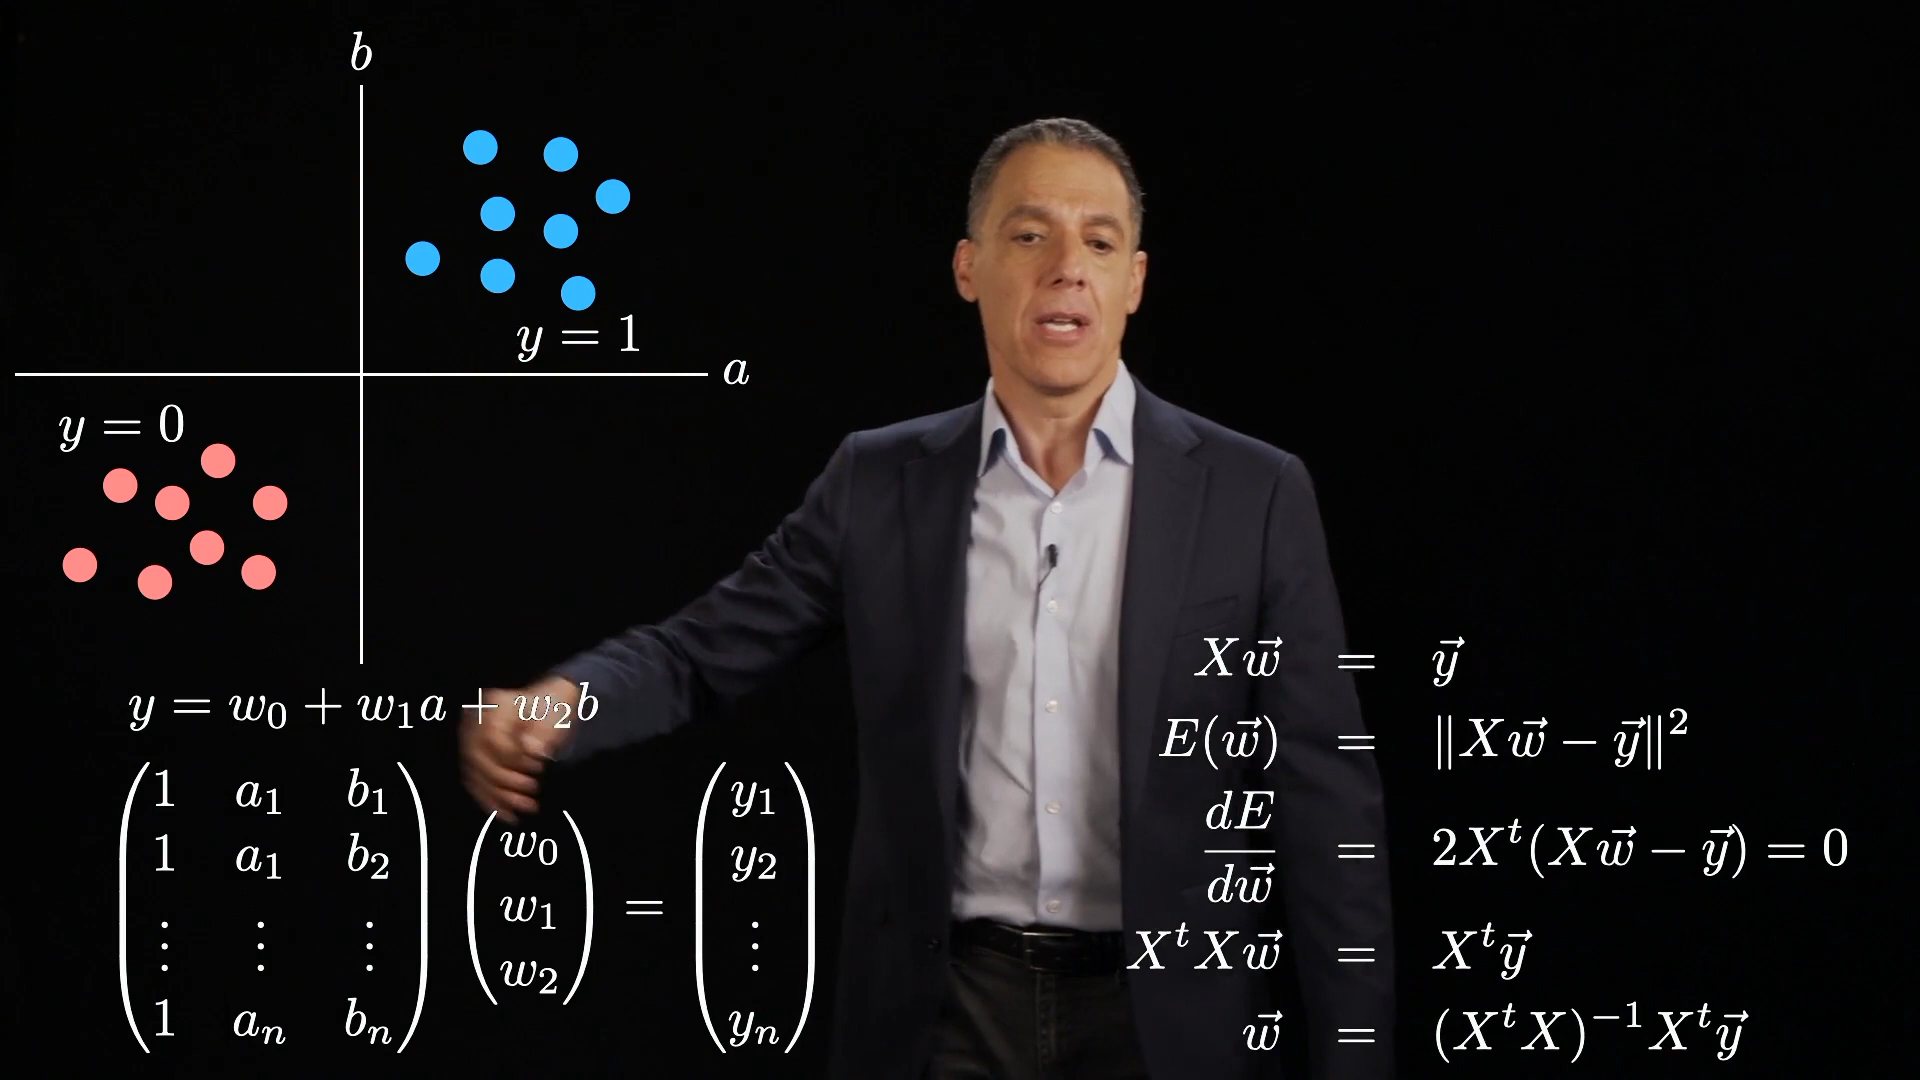 b
y = 1
a
y = 0
y = w₀ + w₁a + w₂b
1 a₁ b₁
1 a₁ b₂
⋮ ⋮ ⋮
1 aₙ bₙ
w₀
w₁
w₂
=
y₁
y₂
⋮
yₙ
Xw⃗ = y⃗
E(w⃗) = ‖Xw⃗ − y⃗‖²
dE/dw⃗ = 2Xᵗ(Xw⃗ − y⃗) = 0
XᵗXw⃗ = Xᵗy⃗
w⃗ = (XᵗX)⁻¹Xᵗy⃗